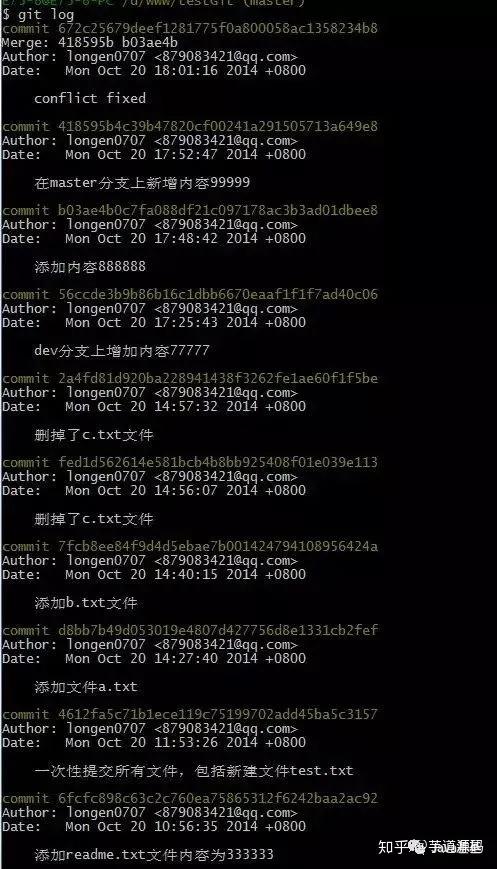 $ git log
commit 672c25679deef1281775f0a800058ac1358234b8
Merge: 418595b b03ae4b
Author: longen0707 <879083421@qq.com>
Date:   Mon Oct 20 18:01:16 2014 +0800
conflict fixed
commit 418595b4c39b47820cf00241a291505713a649e8
Author: longen0707 <879083421@qq.com>
Date:   Mon Oct 20 17:52:47 2014 +0800
在master分支上新增内容99999
commit b03ae4b0c7fa088df21c097178ac3b3ad01dbee8
Author: longen0707 <879083421@qq.com>
Date:   Mon Oct 20 17:48:42 2014 +0800
添加内容888888
commit 56ccde3b9b86b16c1dbb6670eaaf1f1f7ad40c06
Author: longen0707 <879083421@qq.com>
Date:   Mon Oct 20 17:25:43 2014 +0800
dev分支上增加内容77777
commit 2a4fd81d920ba228941438f3262fe1ae60f1f5be
Author: longen0707 <879083421@qq.com>
Date:   Mon Oct 20 14:57:32 2014 +0800
删掉了c.txt文件
commit fed1d562614e581bcb4b8bb925408f01e039e113
Author: longen0707 <879083421@qq.com>
Date:   Mon Oct 20 14:56:07 2014 +0800
删掉了c.txt文件
commit 7fcb8ee84f9d4d5ebae7b001424794108956424a
Author: longen0707 <879083421@qq.com>
Date:   Mon Oct 20 14:40:15 2014 +0800
添加b.txt文件
commit d8bb7b49d053019e4807d427756d8e1331cb2fef
Author: longen0707 <879083421@qq.com>
Date:   Mon Oct 20 14:27:40 2014 +0800
添加文件a.txt
commit 4612fa5c71b1ece119c75199702add45ba5c3157
Author: longen0707 <879083421@qq.com>
Date:   Mon Oct 20 11:53:26 2014 +0800
一次性提交所有文件，包括新建文件test.txt
commit 6fcfc898c63c2c760ea75865312f6242baa2ac92
Author: longen0707 <879083421@qq.com>
Date:   Mon Oct 20 10:56:35 2014 +0800
添加readme.txt文件内容为333333